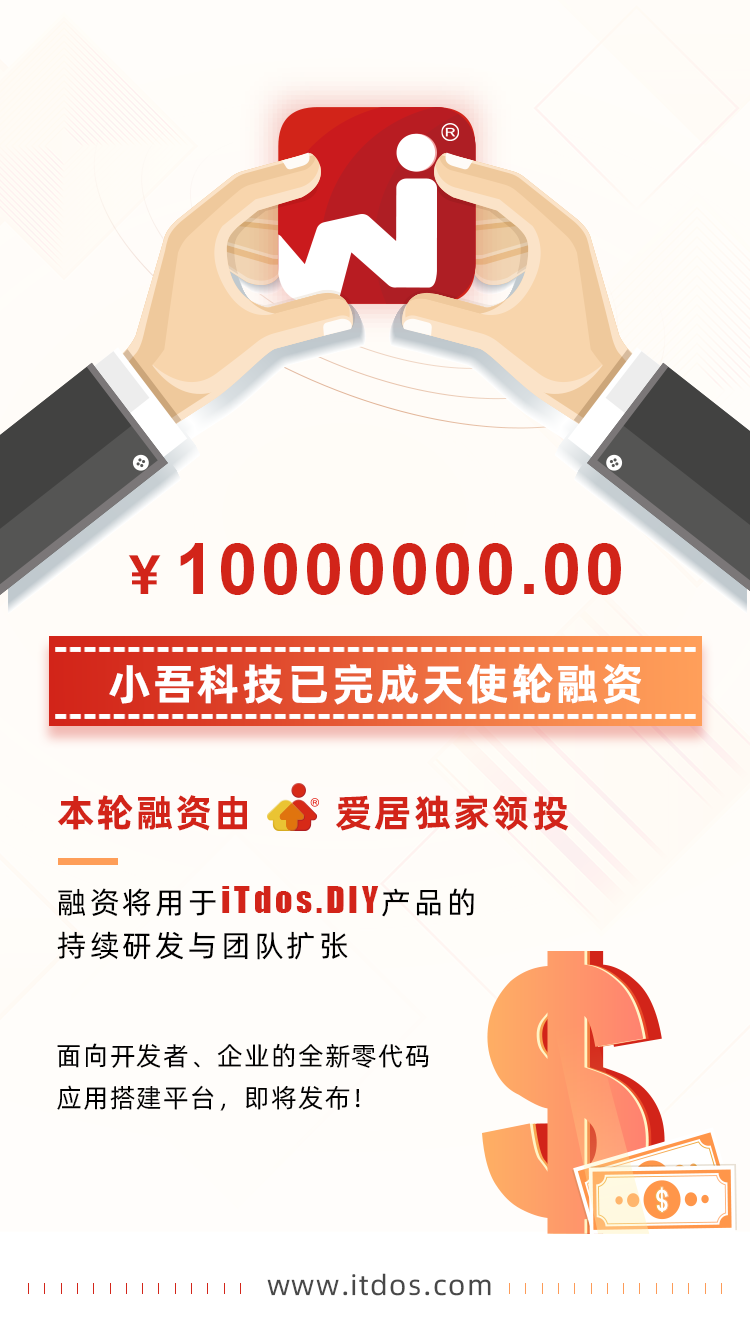 ®
¥ 10000000.00
小吾科技已完成天使轮融资
本轮融资由 ® 爱居独家领投
融资将用于iTdos.DIY产品的
持续研发与团队扩张
面向开发者、企业的全新零代码
应用搭建平台，即将发布！
$
www.itdos.com